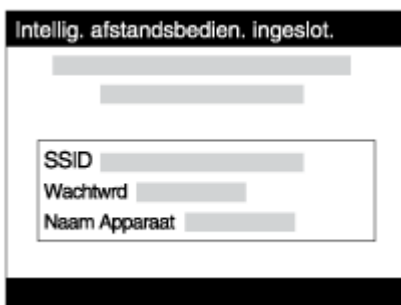 Intellig. afstandsbedien. ingeslot.
SSID
Wachtwrd
Naam Apparaat